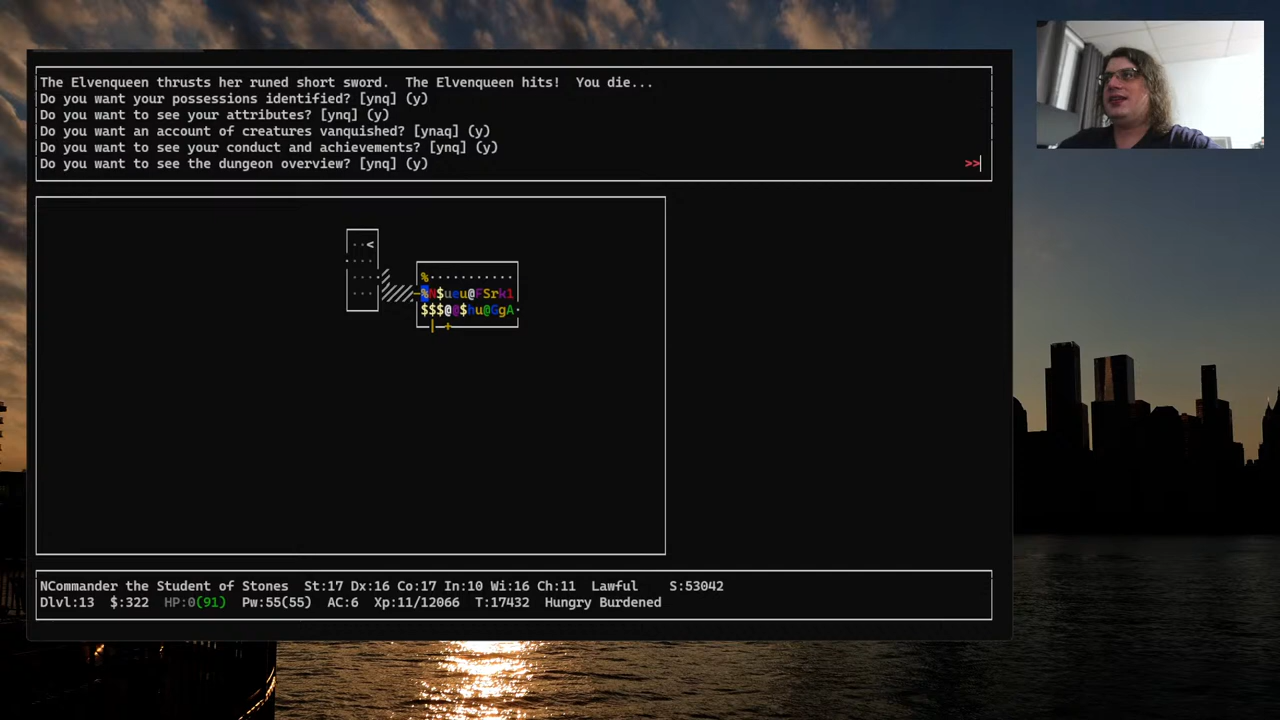 The Elvenqueen thrusts her runed short sword.  The Elvenqueen hits!  You die...
Do you want your possessions identified? [ynq] (y)
Do you want to see your attributes? [ynq] (y)
Do you want an account of creatures vanquished? [ynaq] (y)
Do you want to see your conduct and achievements? [ynq] (y)
Do you want to see the dungeon overview? [ynq] (y) >>
··<
····
···· %···········
··· -%N$ueu@FSrk1
$$$@@$hu@GgA·
|  +
NCommander the Student of Stones  St:17 Dx:16 Co:17 In:10 Wi:16 Ch:11  Lawful    S:53042
Dlvl:13  $:322  HP:0(91)  Pw:55(55)  AC:6  Xp:11/12066  T:17432  Hungry Burdened